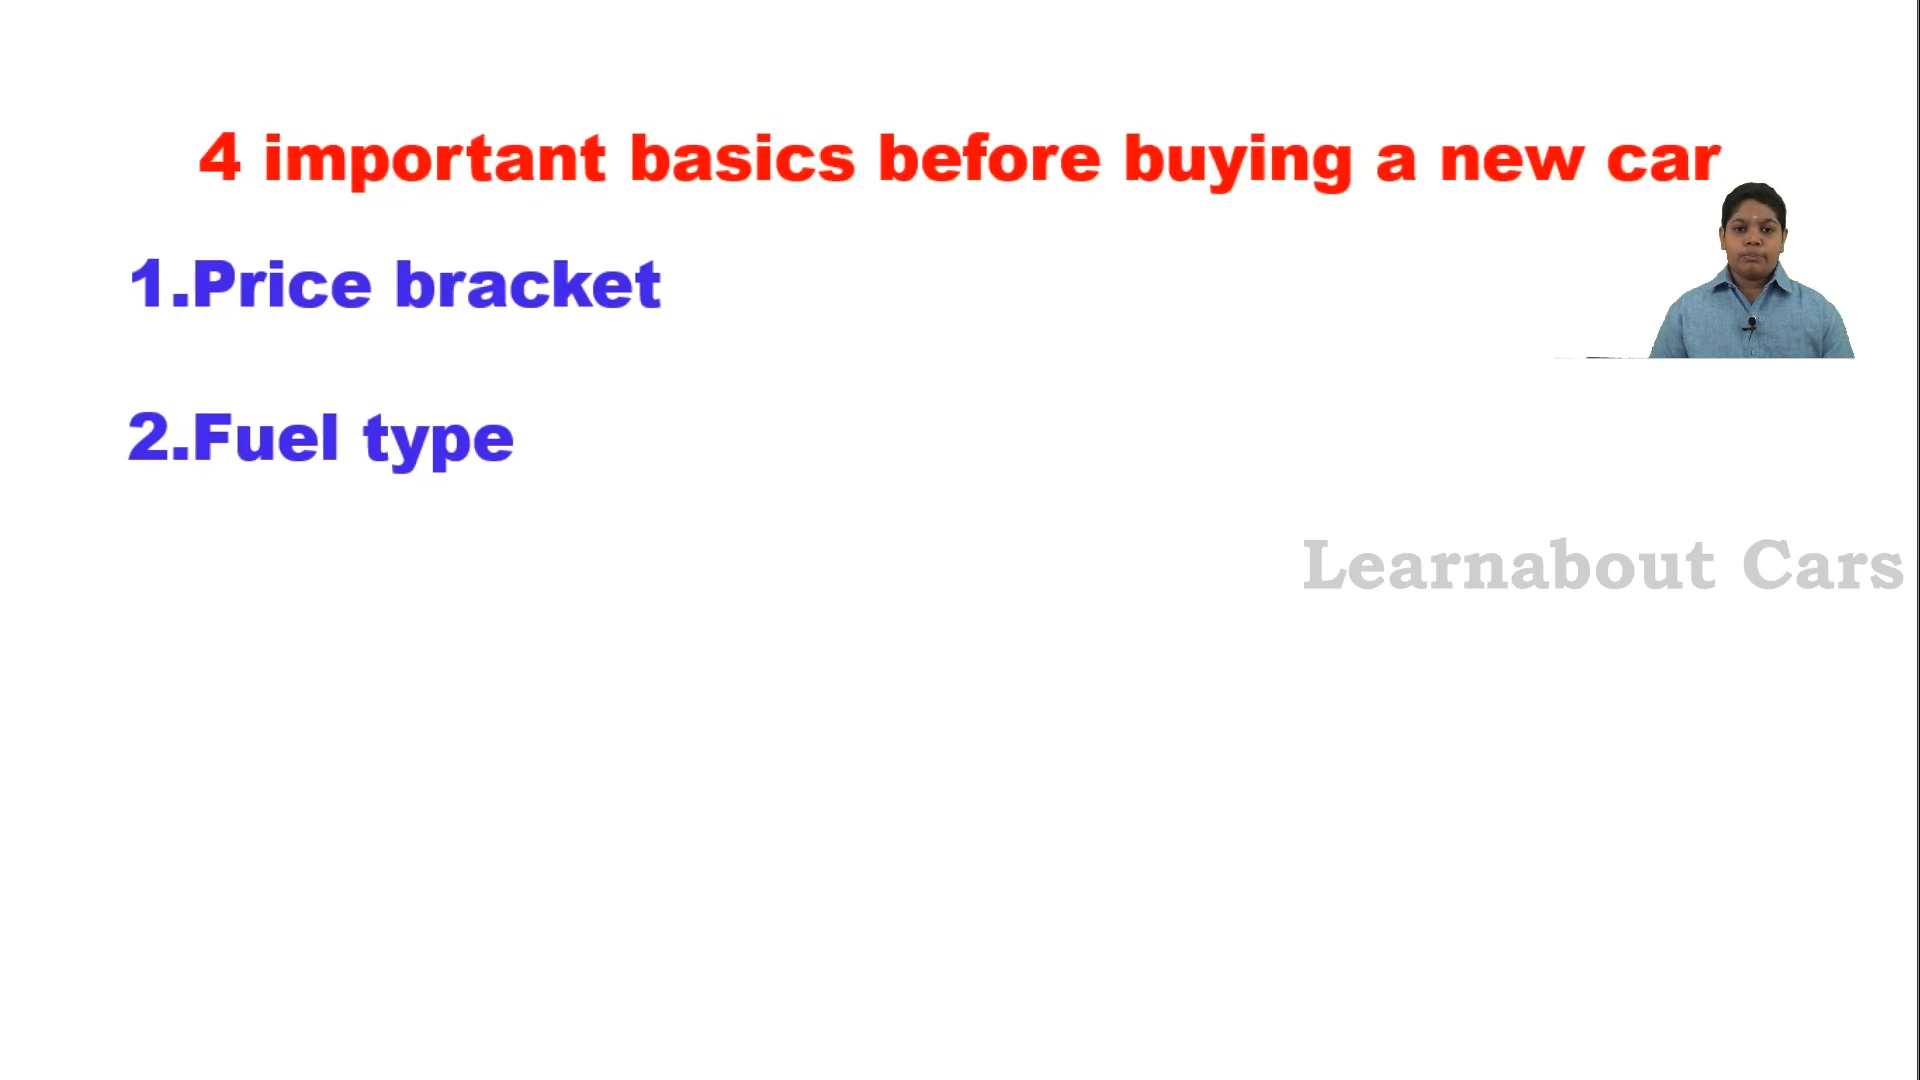 4 important basics before buying a new car
1.Price bracket
2.Fuel type
Learnabout Cars